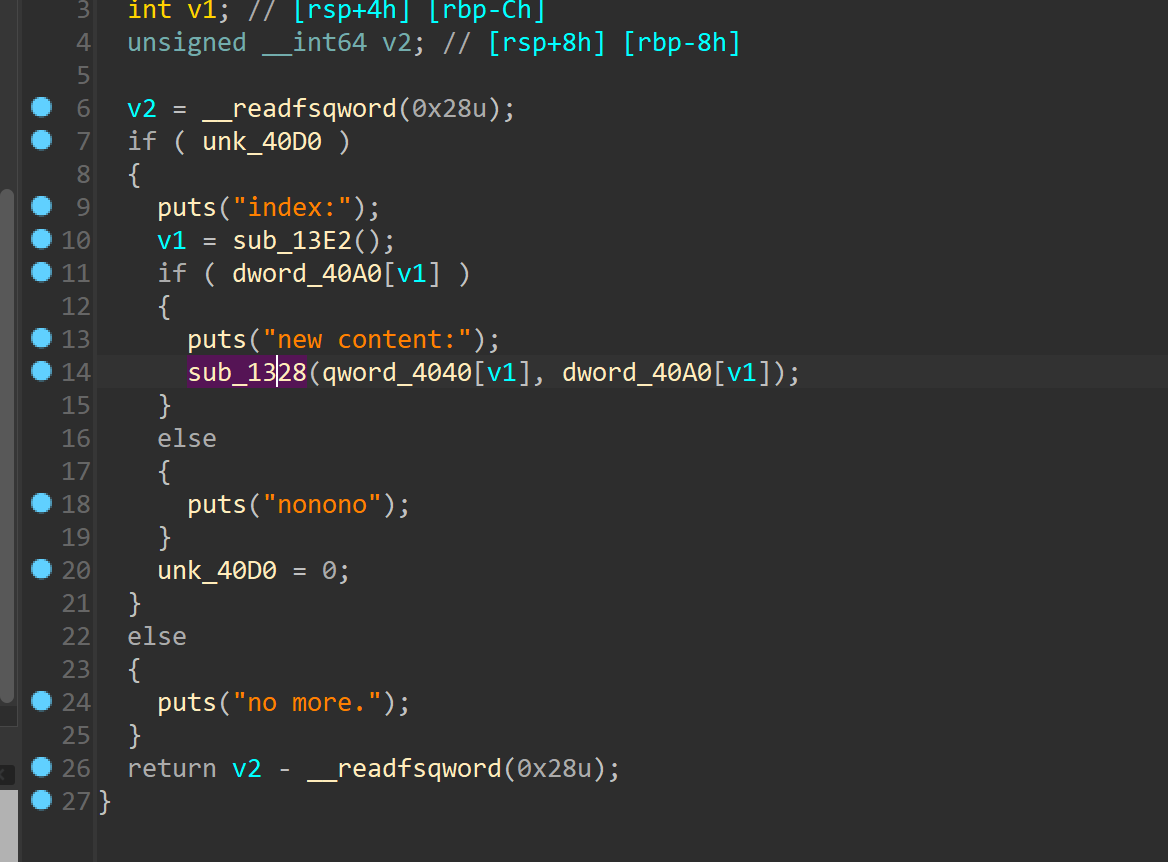 3 int v1; // [rsp+4h] [rbp-Ch]
4 unsigned __int64 v2; // [rsp+8h] [rbp-8h]
5
6 v2 = __readfsqword(0x28u);
7 if ( unk_40D0 )
8 {
9 puts("index:");
10 v1 = sub_13E2();
11 if ( dword_40A0[v1] )
12 {
13 puts("new content:");
14 sub_1328(qword_4040[v1], dword_40A0[v1]);
15 }
16 else
17 {
18 puts("nonono");
19 }
20 unk_40D0 = 0;
21 }
22 else
23 {
24 puts("no more.");
25 }
26 return v2 - __readfsqword(0x28u);
27 }